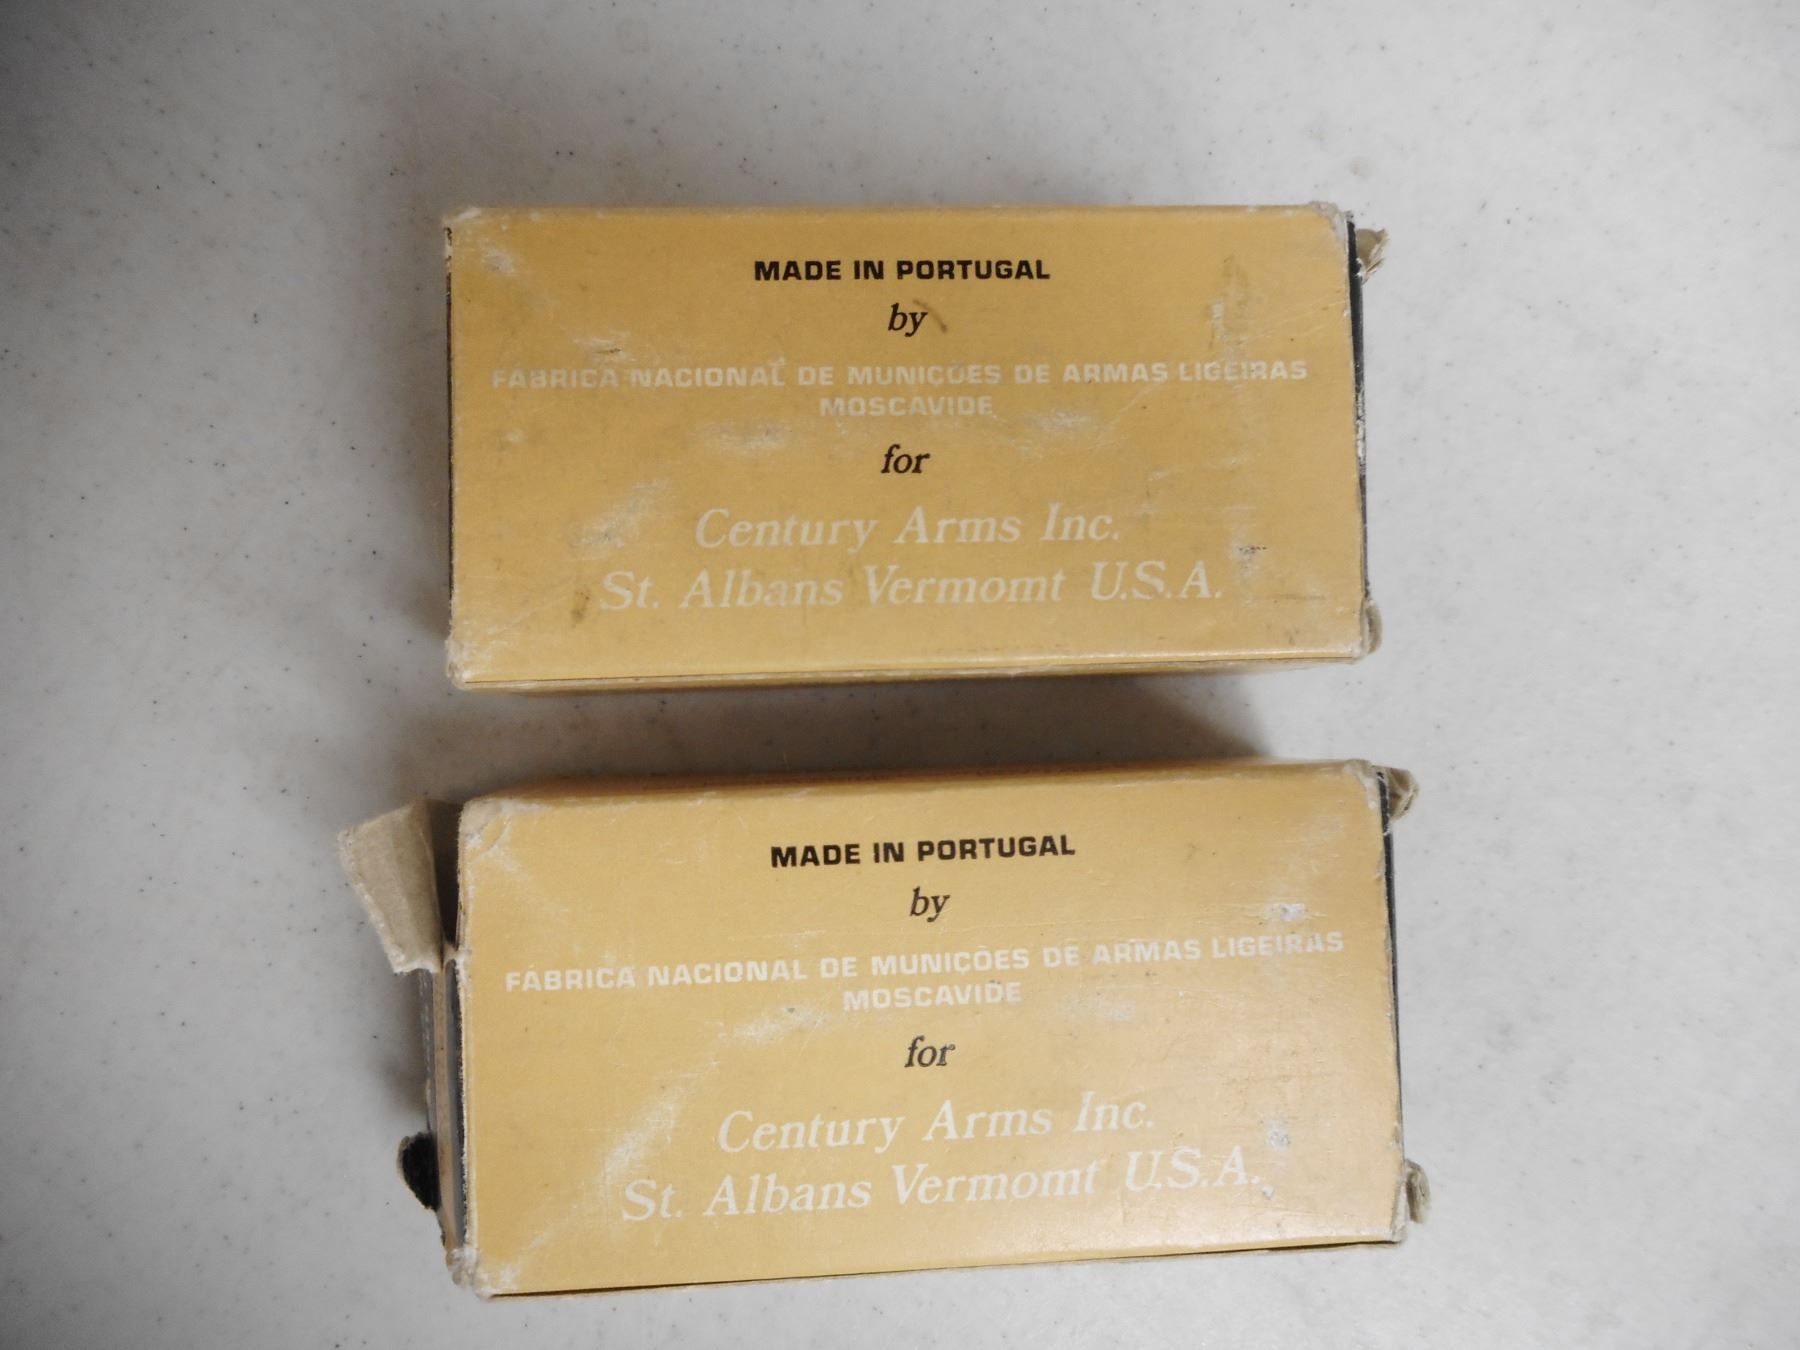 MADE IN PORTUGAL
by
FÁBRICA NACIONAL DE MUNIÇÕES DE ARMAS LIGEIRAS
MOSCAVIDE
for
Century Arms Inc.
St. Albans Vermomt U.S.A.
MADE IN PORTUGAL
by
FÁBRICA NACIONAL DE MUNIÇÕES DE ARMAS LIGEIRAS
MOSCAVIDE
for
Century Arms Inc.
St. Albans Vermomt U.S.A.